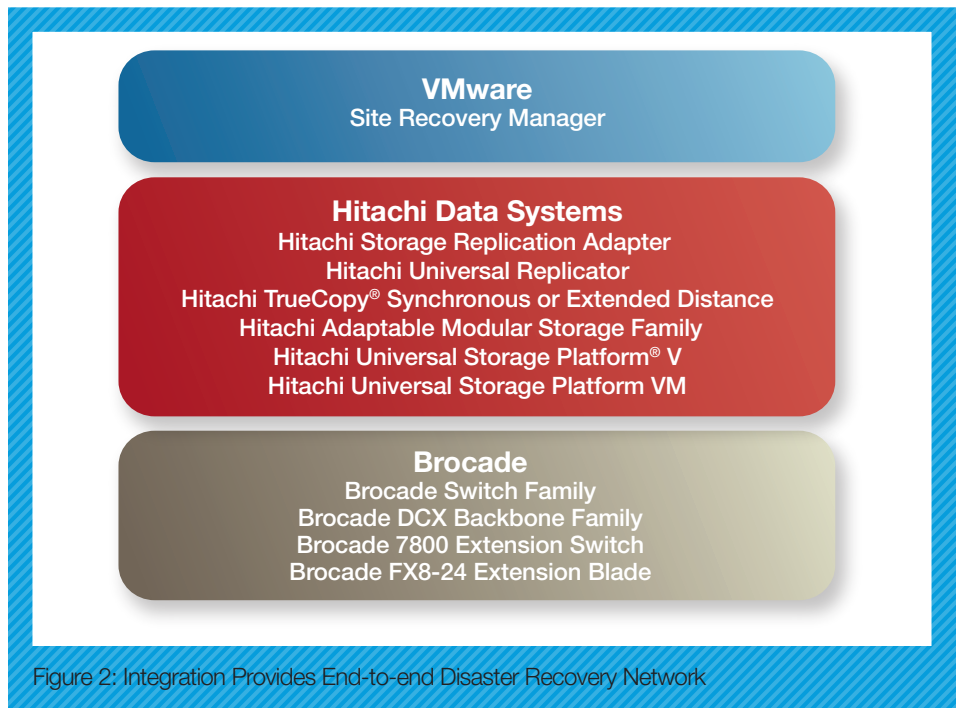 VMware
Site Recovery Manager
Hitachi Data Systems
Hitachi Storage Replication Adapter
Hitachi Universal Replicator
Hitachi TrueCopy® Synchronous or Extended Distance
Hitachi Adaptable Modular Storage Family
Hitachi Universal Storage Platform® V
Hitachi Universal Storage Platform VM
Brocade
Brocade Switch Family
Brocade DCX Backbone Family
Brocade 7800 Extension Switch
Brocade FX8-24 Extension Blade
Figure 2: Integration Provides End-to-end Disaster Recovery Network